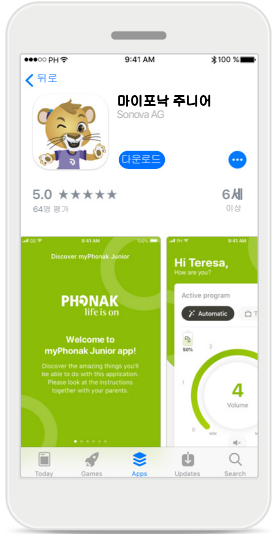 PH 9:41 AM 100 %
뒤로
마이포낙 주니어
Sonova AG
다운로드
5.0 ★★★★★ 6세
64명 평가 이상
9:41 AM
Discover myPhonak Junior
PHONAK
life is on
Welcome to
myPhonak Junior app!
Discover the amazing things you'll
be able to do with this application.
Please look at the instructions
together with your parents.
9:41 AM
Hi Teresa,
How are you?
Active program
Automatic
50%
4
Volume
Today Games Apps Updates Search